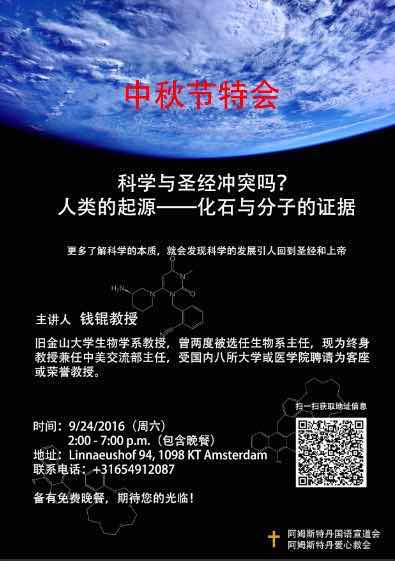 中秋节特会
科学与圣经冲突吗？
人类的起源——化石与分子的证据
更多了解科学的本质，就会发现科学的发展引人回到圣经和上帝
O
N
H₂N
N
N
O
主讲人 钱锟教授
旧金山大学生物学系教授，曾两度被选任生物系主任，现为终身
教授兼任中美交流部主任，受国内八所大学或医学院聘请为客座
或荣誉教授。
扫一扫获取地址信息
时间：9/24/2016（周六）
2:00 - 7:00 p.m.（包含晚餐）
地址：Linnaeushof 94, 1098 KT Amsterdam
联系电话：+31654912087
备有免费晚餐，期待您的光临！
阿姆斯特丹国语宣道会
阿姆斯特丹爱心教会